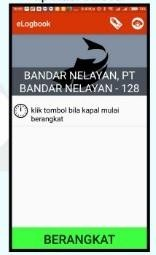 eLogbook
BANDAR NELAYAN, PT
BANDAR NELAYAN - 128
klik tombol bila kapal mulai
berangkat
BERANGKAT